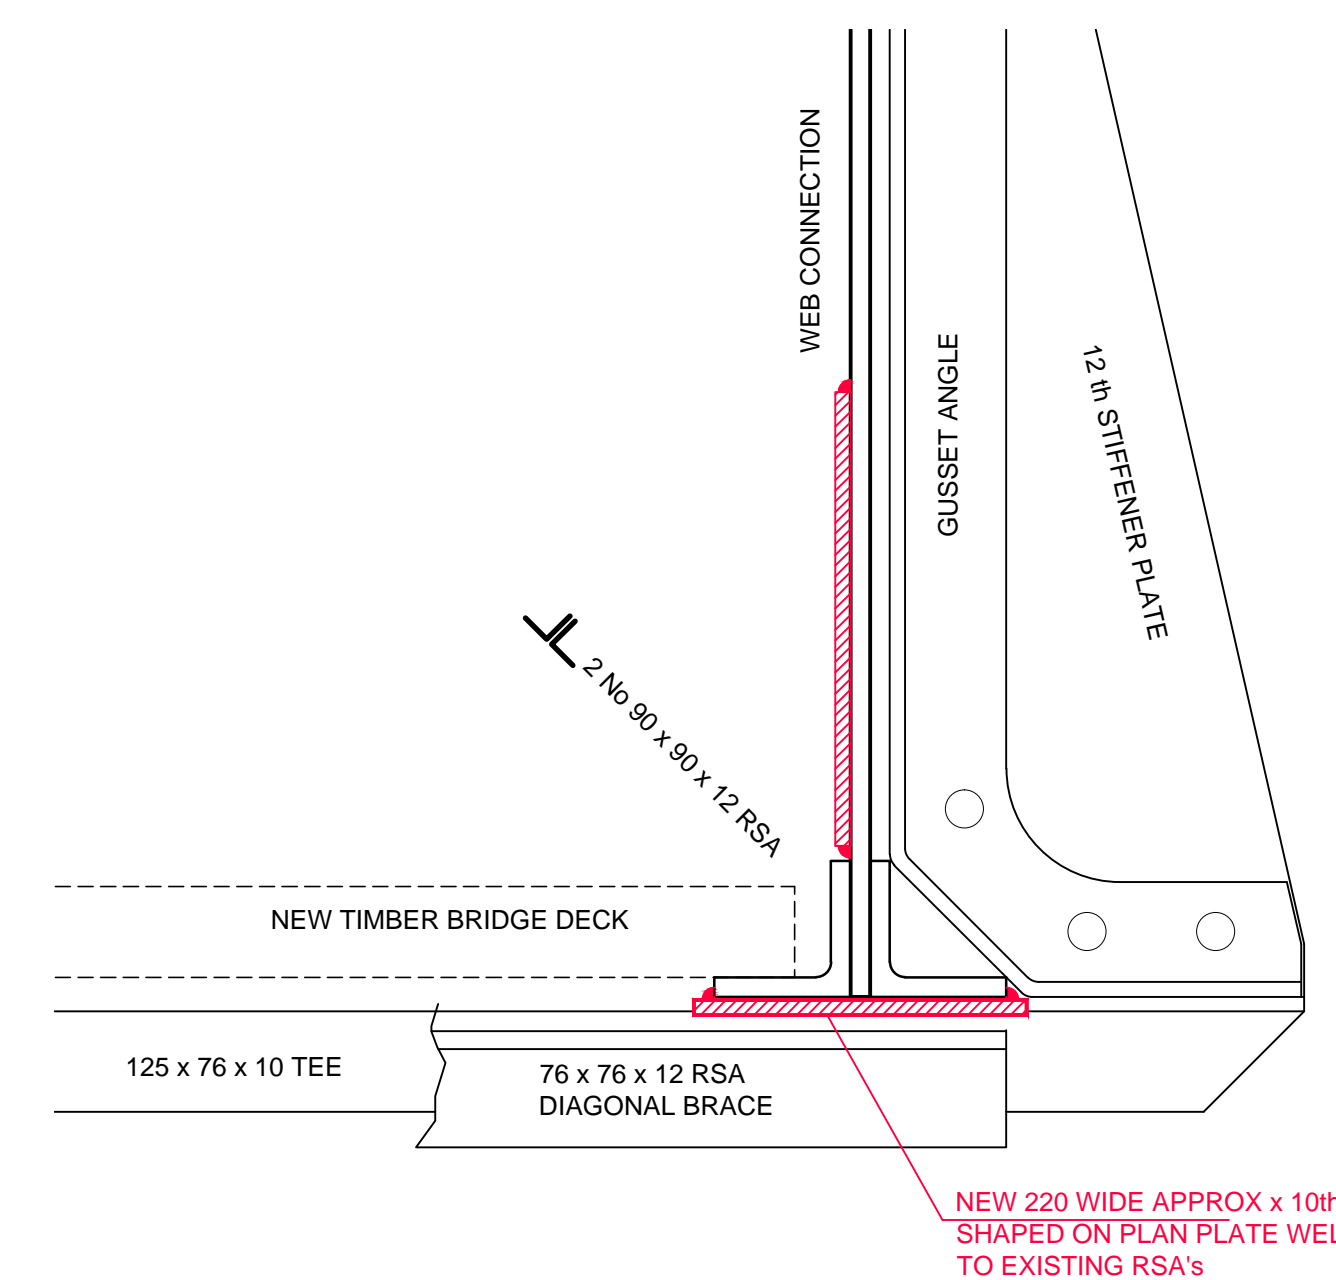 WEB CONNECTION
GUSSET ANGLE
12 th STIFFENER PLATE
2 No 90 x 90 x 12 RSA
NEW TIMBER BRIDGE DECK
125 x 76 x 10 TEE
76 x 76 x 12 RSA
DIAGONAL BRACE
NEW 220 WIDE APPROX x 10th
SHAPED ON PLAN PLATE
TO EXISTING RSA's